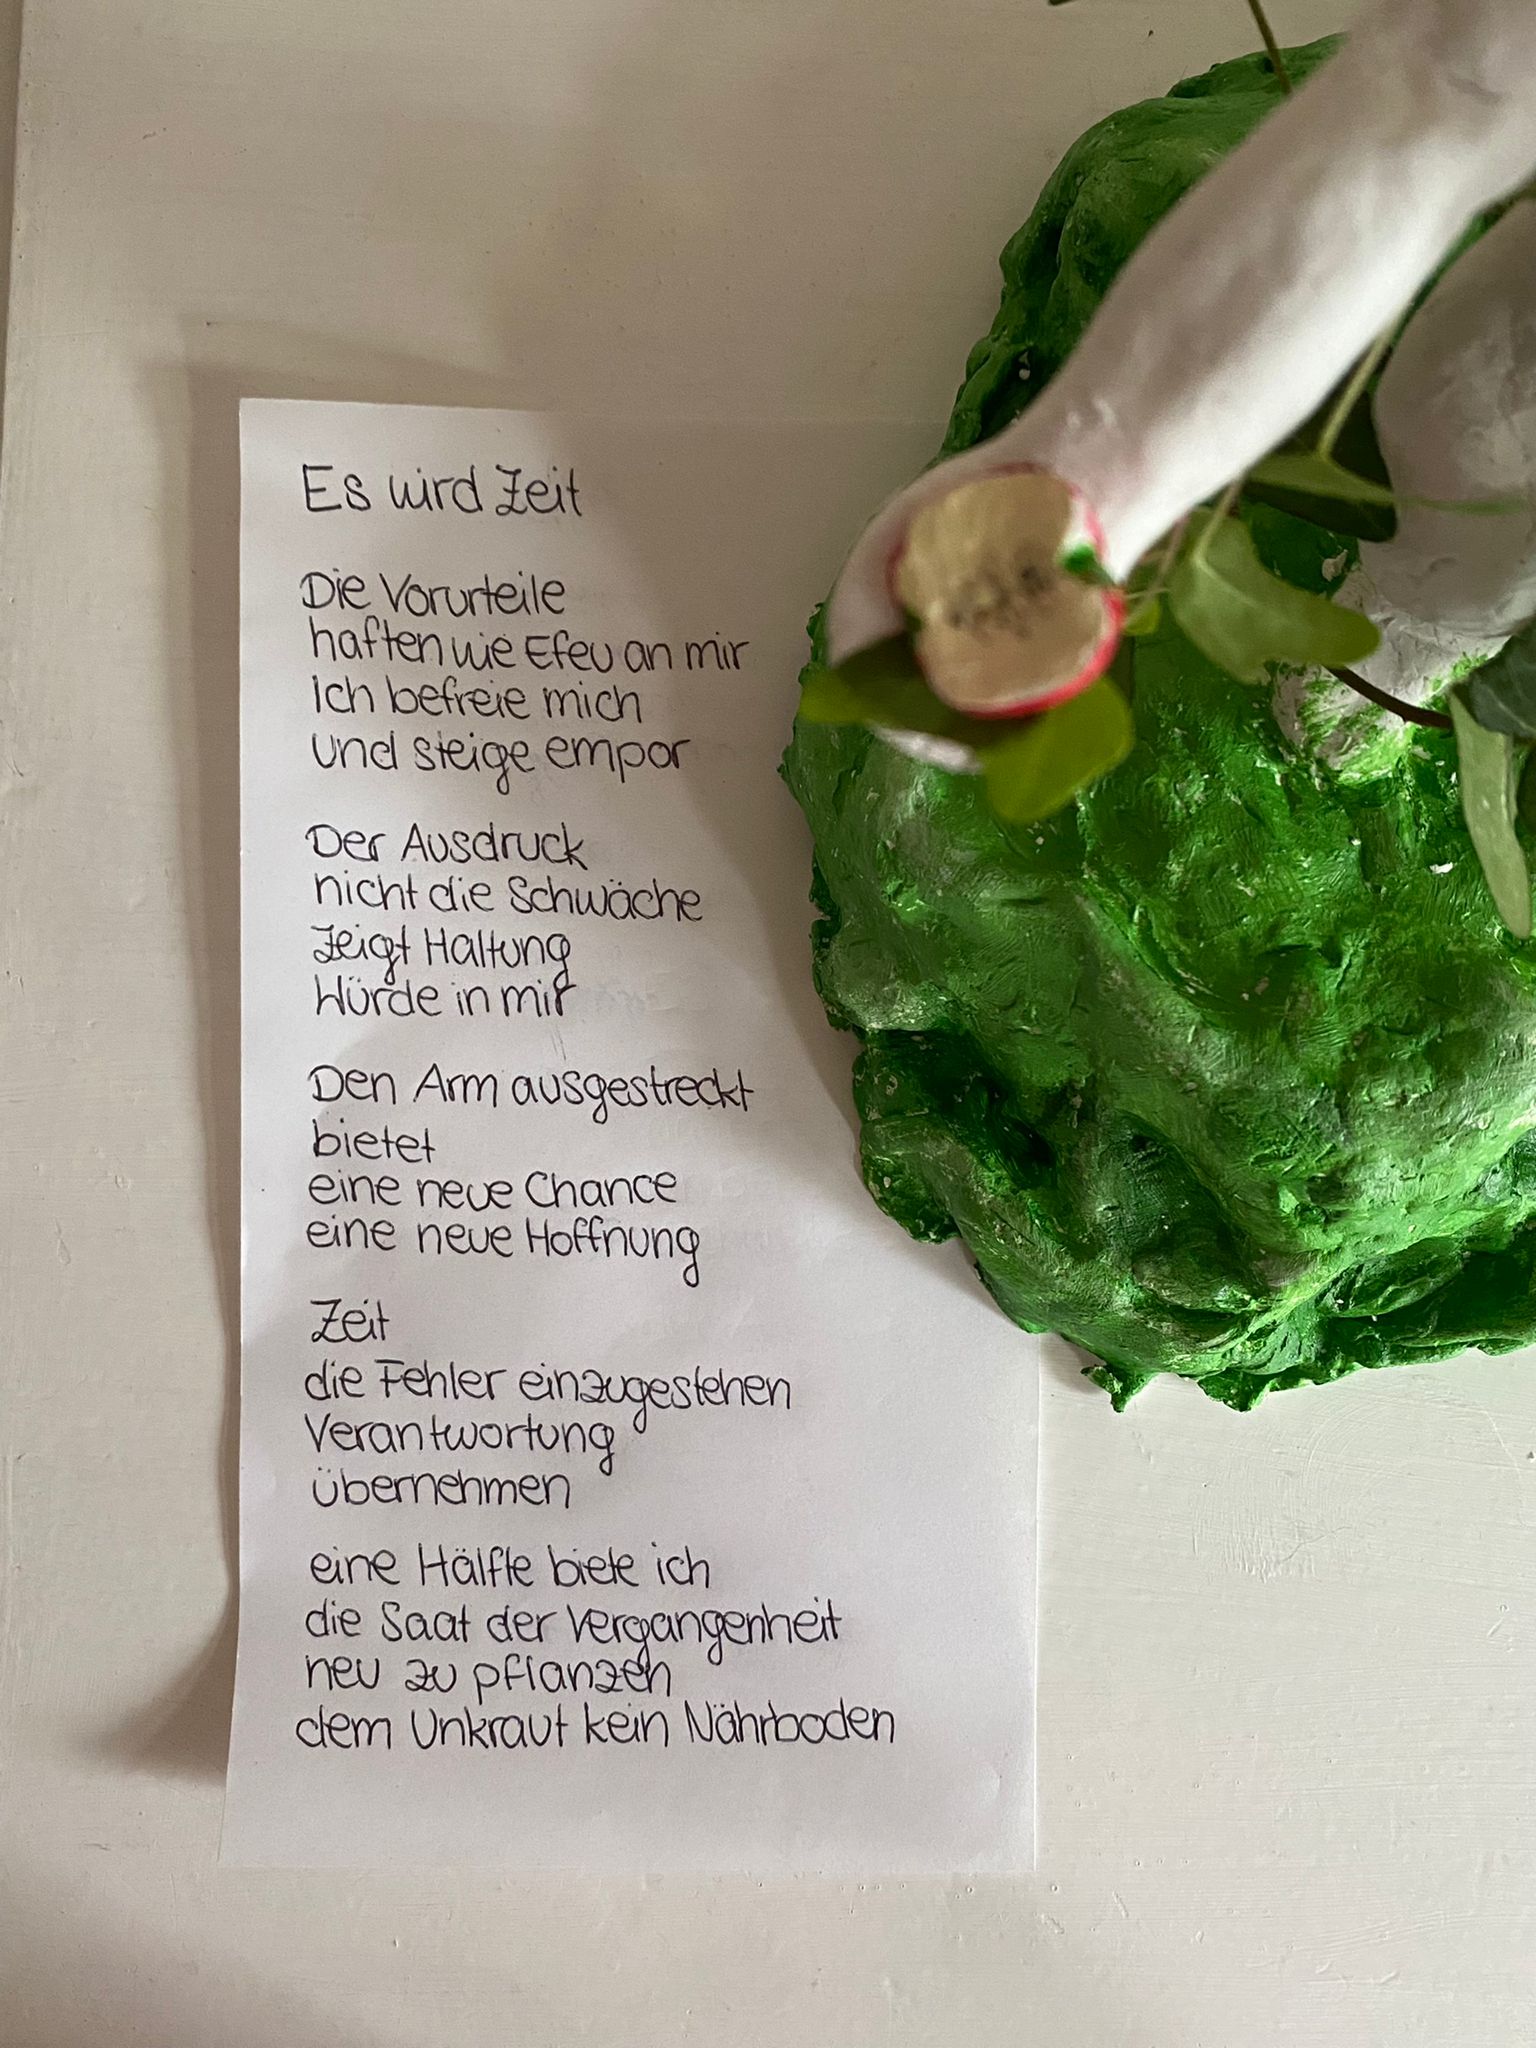 Es wird Zeit
Die Vorurteile
haften wie Efeu an mir
Ich befreie mich
und steige empor
Der Ausdruck
nicht die Schwäche
zeigt Haltung
Würde in mir
Den Arm ausgestreckt
bietet
eine neue Chance
eine neue Hoffnung
Zeit
die Fehler einzugestehen
Verantwortung
übernehmen
eine Hälfte biete ich
die Saat der Vergangenheit
neu zu pflanzen
dem Unkraut kein Nährboden